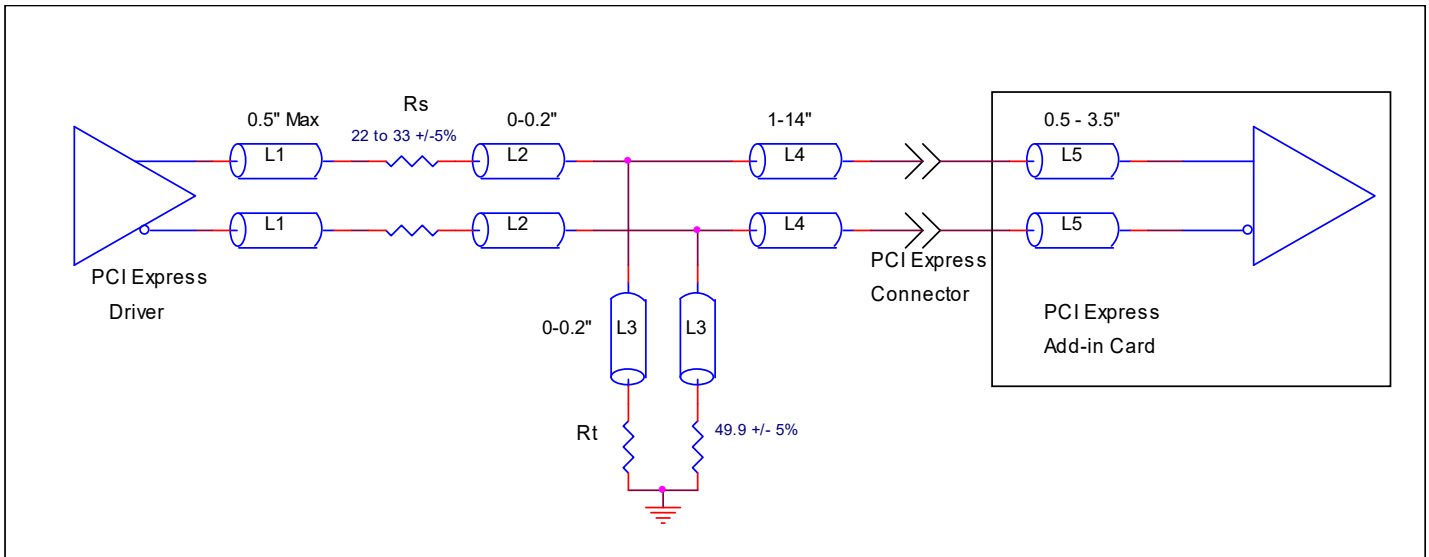 Rs
0.5" Max
22 to 33 +/-5%
0-0.2"
1-14"
0.5 - 3.5"
L1
L2
L4
L5
L1
L2
L4
L5
PCI Express
Driver
PCI Express
Connector
0-0.2"
L3
L3
PCI Express
Add-in Card
Rt
49.9 +/- 5%